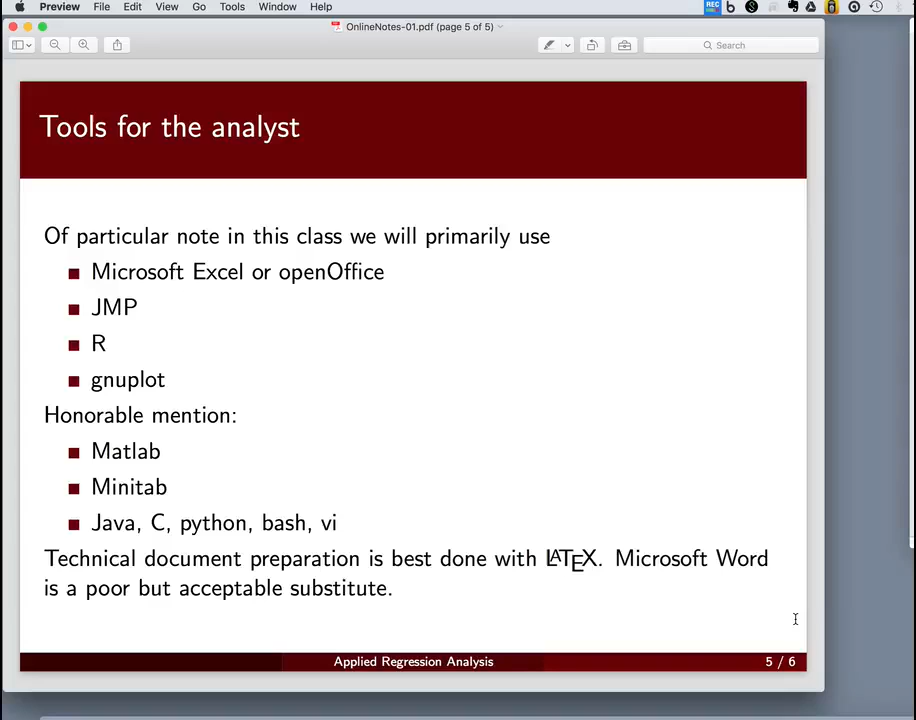 Preview File Edit View Go Tools Window Help
REC
OnlineNotes-01.pdf (page 5 of 5)
Search
Tools for the analyst
Of particular note in this class we will primarily use
Microsoft Excel or openOffice
JMP
R
gnuplot
Honorable mention:
Matlab
Minitab
Java, C, python, bash, vi
Technical document preparation is best done with LATEX. Microsoft Word
is a poor but acceptable substitute.
Applied Regression Analysis
5 / 6